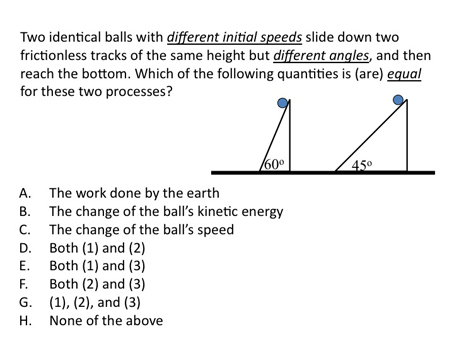 Two identical balls with different initial speeds slide down two
frictionless tracks of the same height but different angles, and then
reach the bottom. Which of the following quantities is (are) equal
for these two processes?
60º 45º
A. The work done by the earth
B. The change of the ball's kinetic energy
C. The change of the ball's speed
D. Both (1) and (2)
E. Both (1) and (3)
F. Both (2) and (3)
G. (1), (2), and (3)
H. None of the above